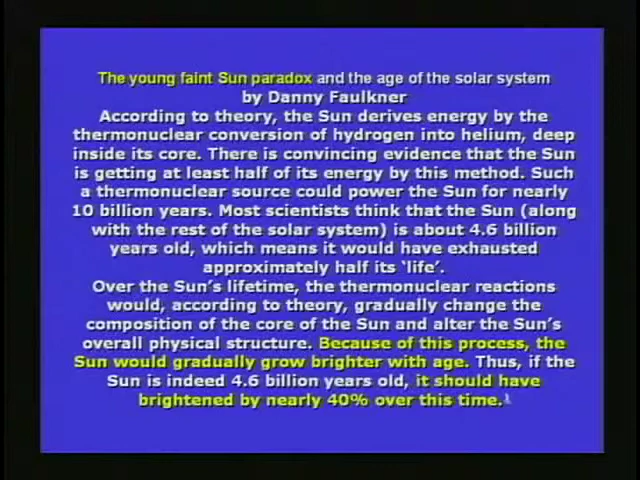 The young faint Sun paradox and the age of the solar system
by Danny Faulkner
According to theory, the Sun derives energy by the
thermonuclear conversion of hydrogen into helium, deep
inside its core. There is convincing evidence that the Sun
is getting at least half of its energy by this method. Such
a thermonuclear source could power the Sun for nearly
10 billion years. Most scientists think that the Sun (along
with the rest of the solar system) is about 4.6 billion
years old, which means it would have exhausted
approximately half its ‘life’.
Over the Sun’s lifetime, the thermonuclear reactions
would, according to theory, gradually change the
composition of the core of the Sun and alter the Sun’s
overall physical structure. Because of this process, the
Sun would gradually grow brighter with age. Thus, if the
Sun is indeed 4.6 billion years old, it should have
brightened by nearly 40% over this time.¹